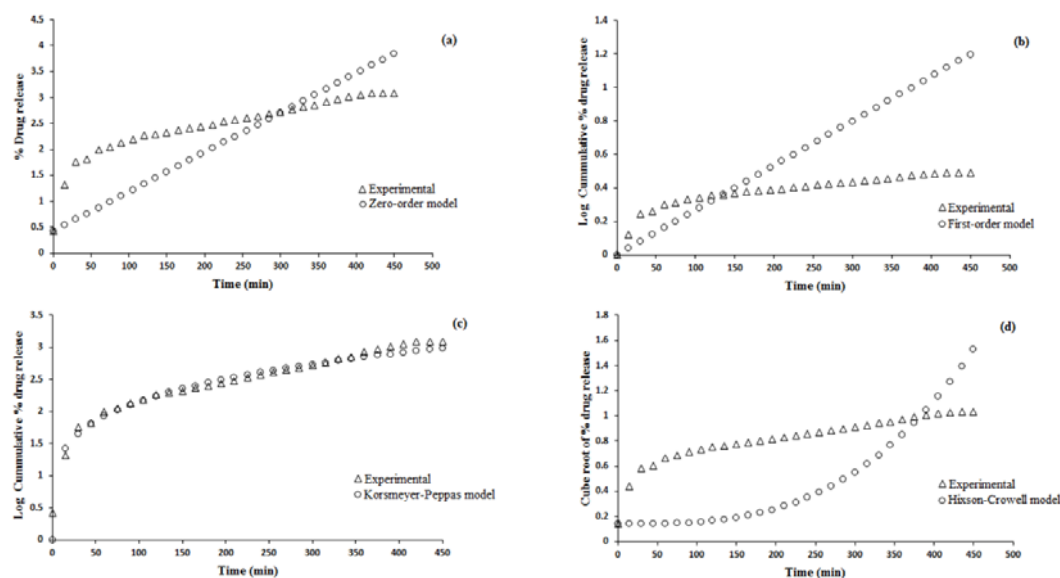 (a)
% Drug release
4.5
4
3.5
3
2.5
2
1.5
1
0.5
0
0 50 100 150 200 250 300 350 400 450 500
Time (min)
Experimental
Zero-order model
(b)
Log Cummulative % drug release
1.4
1.2
1
0.8
0.6
0.4
0.2
0
0 50 100 150 200 250 300 350 400 450 500
Time (min)
Experimental
First-order model
(c)
Log Cummulative % drug release
3.5
3
2.5
2
1.5
1
0.5
0
0 50 100 150 200 250 300 350 400 450
Time (min)
Experimental
Korsmeyer-Peppas model
(d)
Cube root of % drug release
1.8
1.6
1.4
1.2
1
0.8
0.6
0.4
0.2
0
0 50 100 150 200 250 300 350 400 450 500
Time (min)
Experimental
Hixson-Crowell model